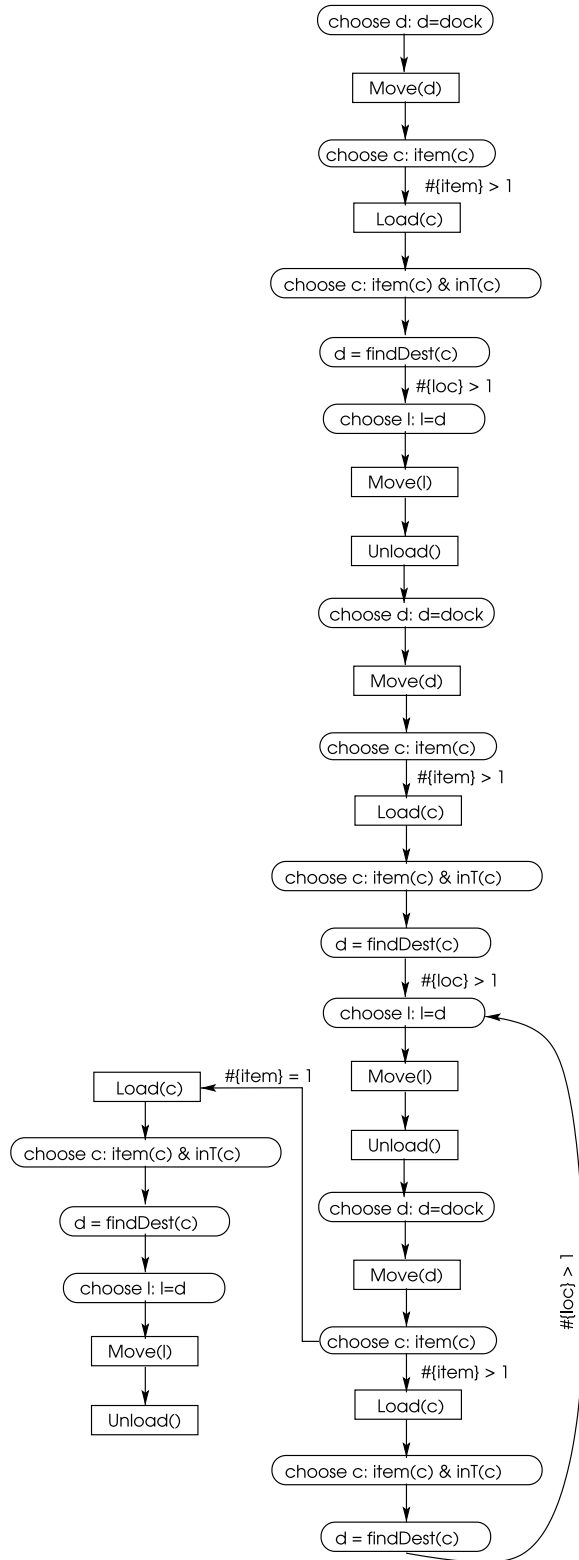 choose d: d=dock
Move(d)
choose c: item(c)
#{item} > 1
Load(c)
choose c: item(c) & inT(c)
d = findDest(c)
#{loc} > 1
choose l: l=d
Move(l)
Unload()
choose d: d=dock
Move(d)
choose c: item(c)
#{item} > 1
Load(c)
choose c: item(c) & inT(c)
d = findDest(c)
#{loc} > 1
choose l: l=d
Move(l)
Unload()
choose d: d=dock
Move(d)
choose c: item(c)
#{item} > 1
Load(c)
choose c: item(c) & inT(c)
d = findDest(c)
#{loc} > 1
#{item} = 1
Load(c)
choose c: item(c) & inT(c)
d = findDest(c)
choose l: l=d
Move(l)
Unload()